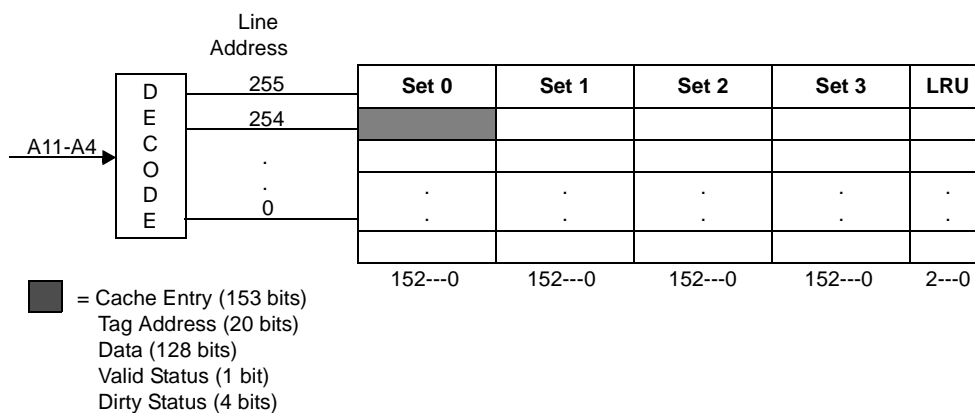 Line
Address
D
E
C
O
D
E
A11-A4
255
254
.
.
0
Set 0 Set 1 Set 2 Set 3 LRU
. . . . .
. . . . .
152---0 152---0 152---0 152---0 2---0
= Cache Entry (153 bits)
Tag Address (20 bits)
Data (128 bits)
Valid Status (1 bit)
Dirty Status (4 bits)